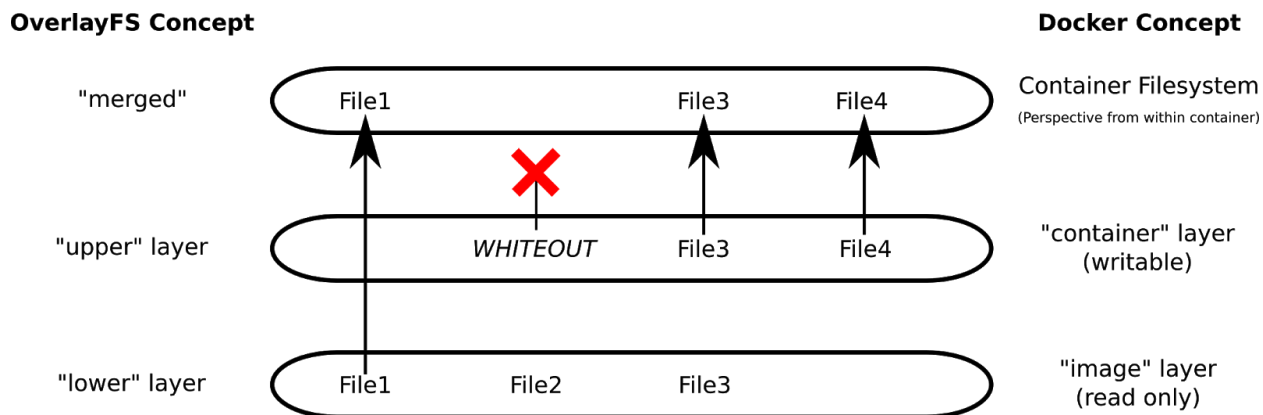 OverlayFS Concept
Docker Concept
"merged"
File1
File3
File4
Container Filesystem
(Perspective from within container)
"upper" layer
WHITEOUT
File3
File4
"container" layer
(writable)
"lower" layer
File1
File2
File3
"image" layer
(read only)